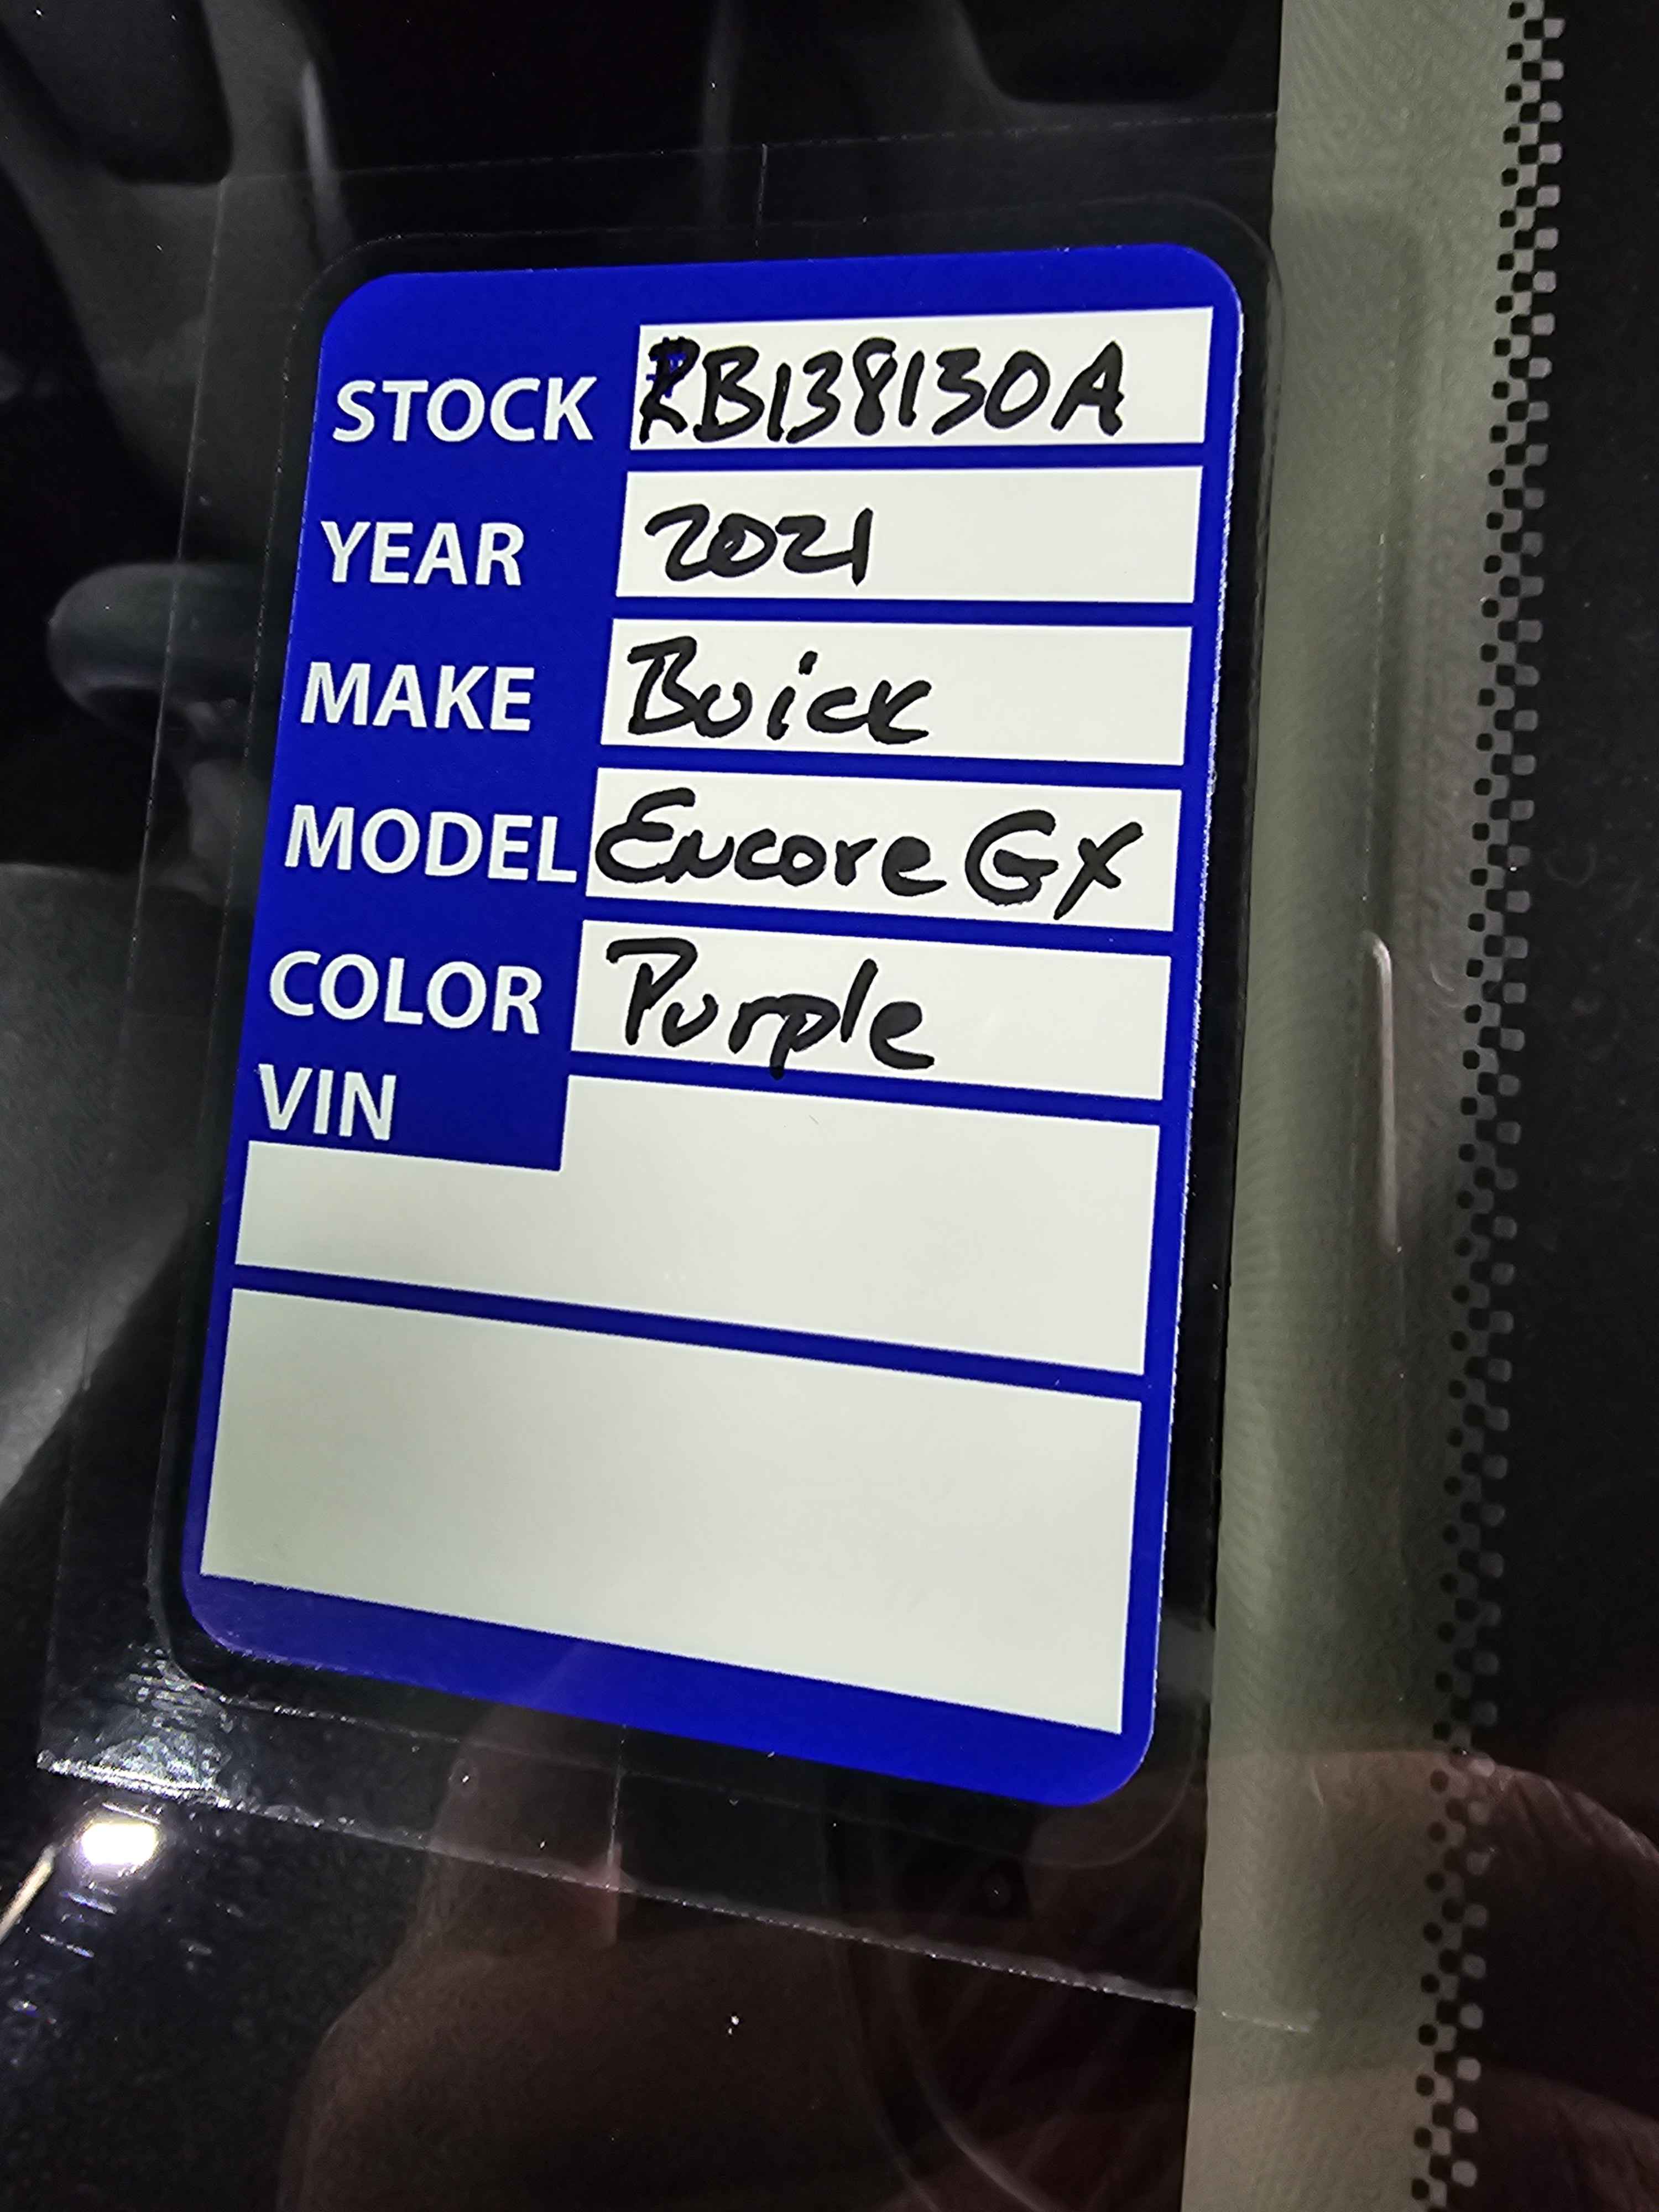 STOCK RB138130A
YEAR 2021
MAKE Buick
MODEL Encore GX
COLOR Purple
VIN